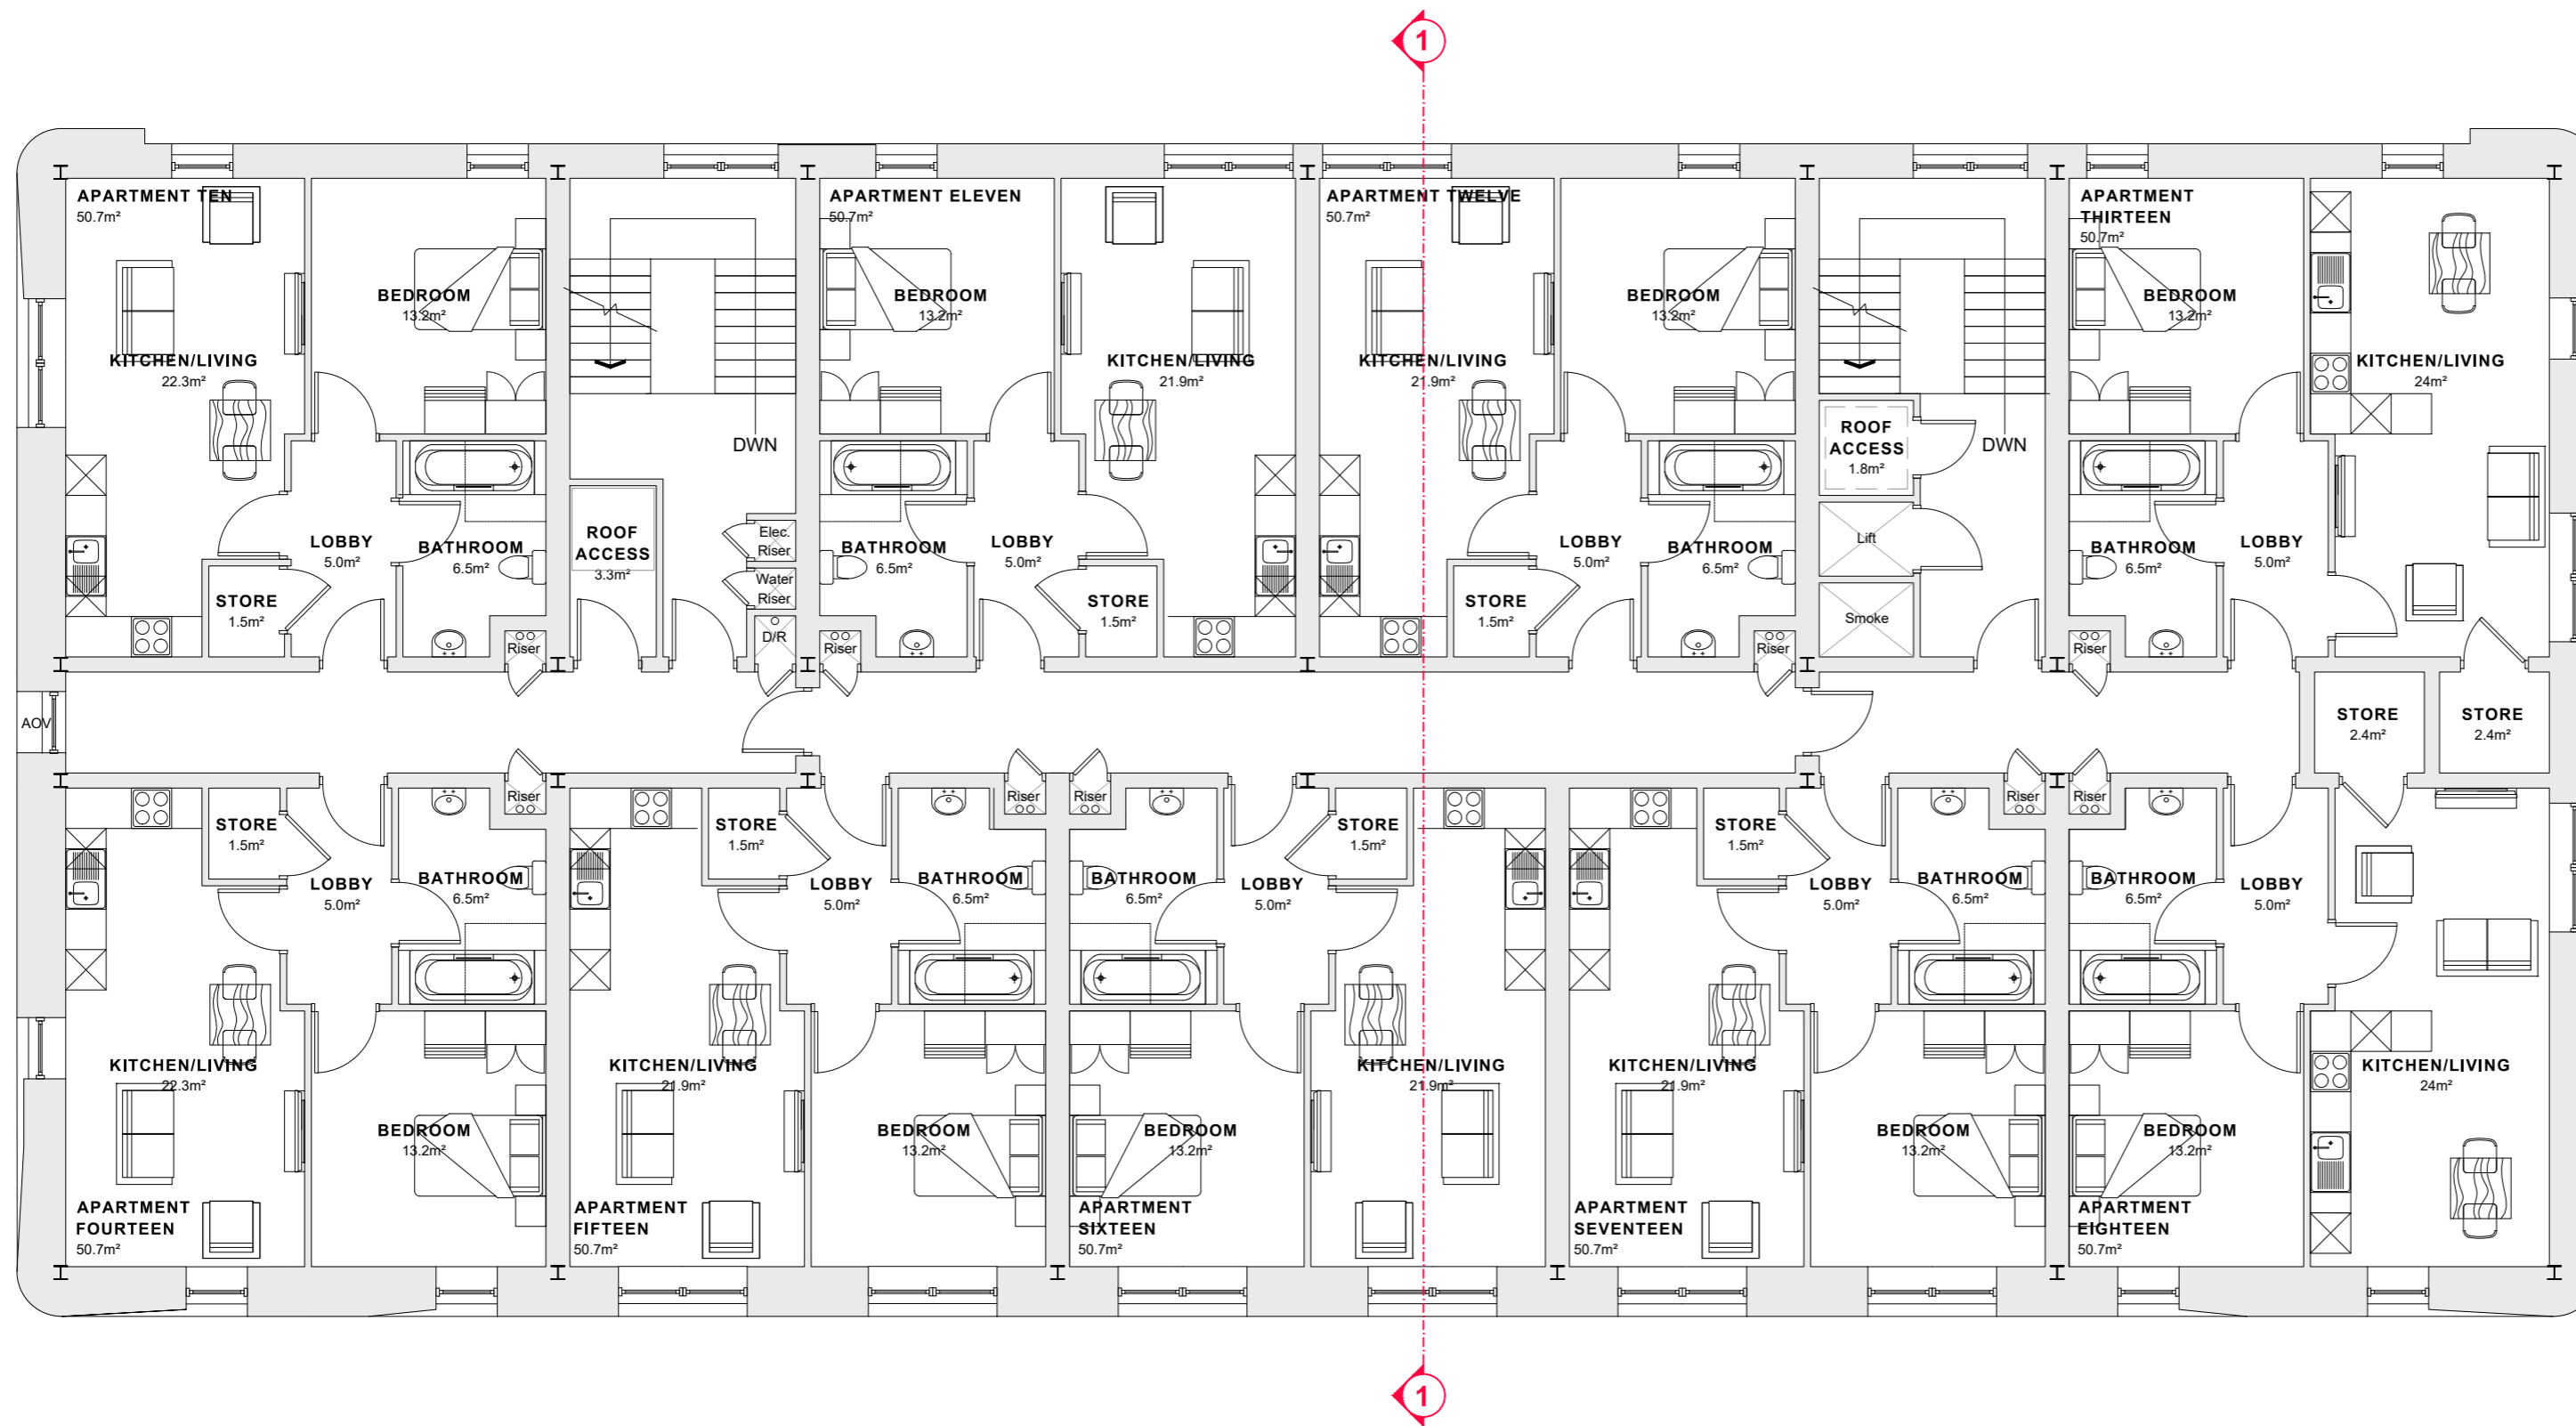 1
APARTMENT TEN
50.7m²
APARTMENT ELEVEN
50.7m²
APARTMENT TWELVE
50.7m²
APARTMENT
THIRTEEN
50.7m²
BEDROOM
13.2m²
BEDROOM
13.2m²
BEDROOM
13.2m²
BEDROOM
13.2m²
KITCHEN/LIVING
22.3m²
KITCHEN/LIVING
21.9m²
KITCHEN/LIVING
21.9m²
KITCHEN/LIVING
24m²
DWN
ROOF
ACCESS
1.8m²
DWN
LOBBY
5.0m²
BATHROOM
6.5m²
ROOF
ACCESS
3.3m²
Elec.
Riser
Water
Riser
D/R
BATHROOM
6.5m²
LOBBY
5.0m²
LOBBY
5.0m²
BATHROOM
6.5m²
Lift
Smoke
BATHROOM
6.5m²
LOBBY
5.0m²
STORE
1.5m²
STORE
1.5m²
STORE
1.5m²
Riser
Riser
Riser
Riser
AOV
STORE
2.4m²
STORE
2.4m²
Riser
Riser
Riser
Riser
Riser
STORE
1.5m²
STORE
1.5m²
STORE
1.5m²
STORE
1.5m²
LOBBY
5.0m²
BATHROOM
6.5m²
LOBBY
5.0m²
BATHROOM
6.5m²
BATHROOM
6.5m²
LOBBY
5.0m²
LOBBY
5.0m²
BATHROOM
6.5m²
BATHROOM
6.5m²
LOBBY
5.0m²
KITCHEN/LIVING
22.3m²
KITCHEN/LIVING
21.9m²
KITCHEN/LIVING
21.9m²
KITCHEN/LIVING
21.9m²
KITCHEN/LIVING
24m²
BEDROOM
13.2m²
BEDROOM
13.2m²
BEDROOM
13.2m²
BEDROOM
13.2m²
BEDROOM
13.2m²
APARTMENT
FOURTEEN
50.7m²
APARTMENT
FIFTEEN
50.7m²
APARTMENT
SIXTEEN
50.7m²
APARTMENT
SEVENTEEN
50.7m²
APARTMENT
EIGHTEEN
50.7m²
1